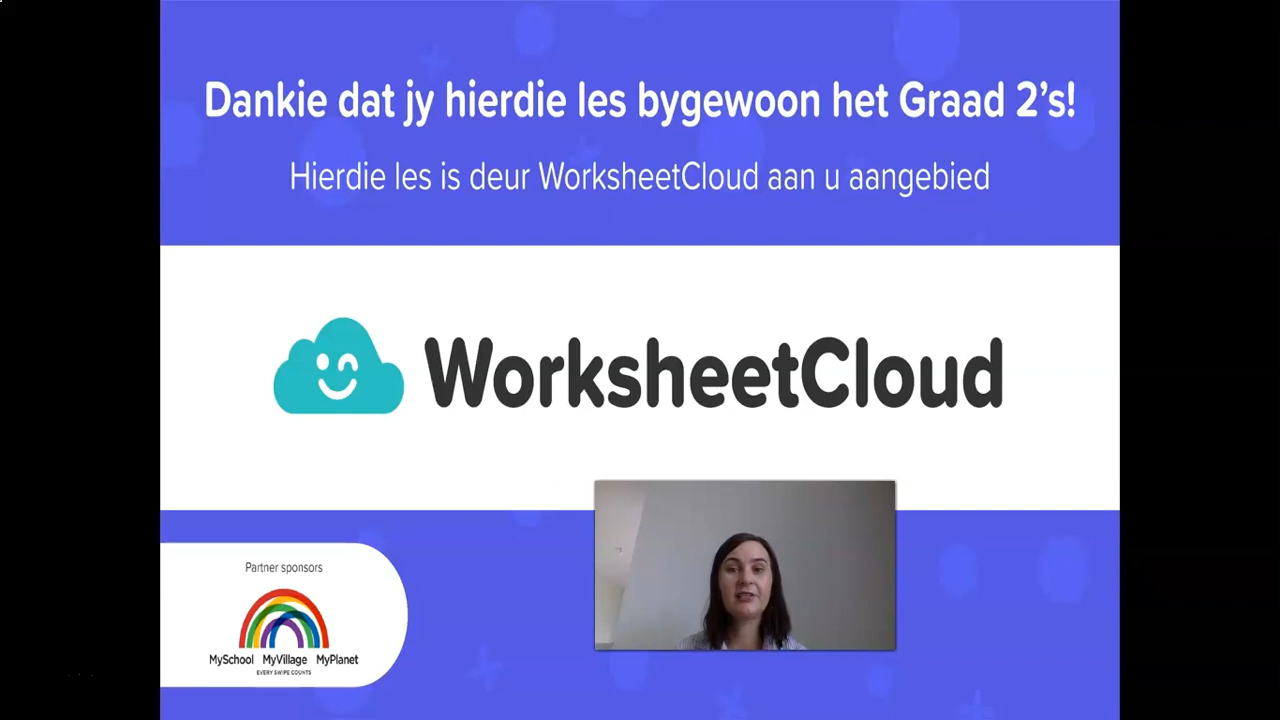 Dankie dat jy hierdie les bygewoon het Graad 2's!
Hierdie les is deur WorksheetCloud aan u aangebied
WorksheetCloud
Partner sponsors
MySchool MyVillage MyPlanet
EVERY SWIPE COUNTS